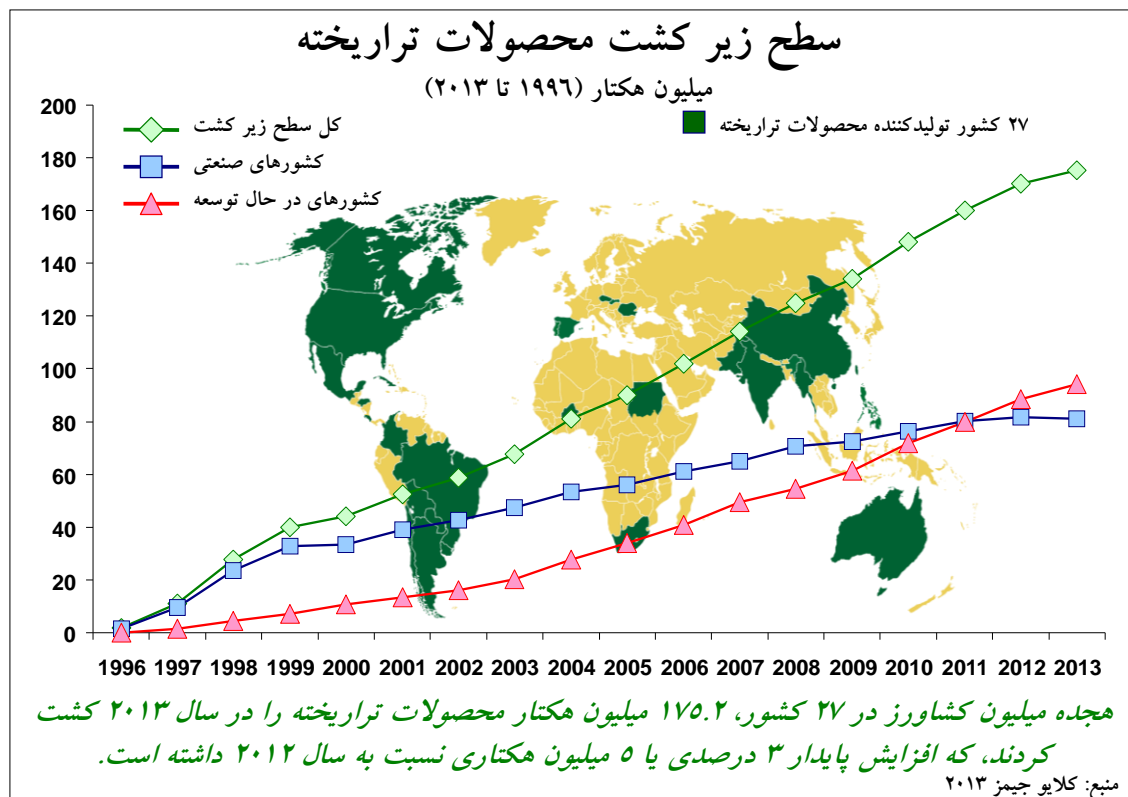 سطح زیر کشت محصولات تراریخته
میلیون هکتار (۱۹۹۶ تا ۲۰۱۳)
کل سطح زیر کشت
کشورهای صنعتی
کشورهای در حال توسعه
۲۷ کشور تولیدکننده محصولات تراریخته
200
180
160
140
120
100
80
60
40
20
0
1996 1997 1998 1999 2000 2001 2002 2003 2004 2005 2006 2007 2008 2009 2010 2011 2012 2013
هجده میلیون کشاورز در ۲۷ کشور، ۱۷۵.۲ میلیون هکتار محصولات تراریخته را در سال ۲۰۱۳ کشت
کردند، که افزایش پایدار ۳ درصدی یا ۵ میلیون هکتاری نسبت به سال ۲۰۱۲ داشته است.
منبع: کلایو جیمز ۲۰۱۳